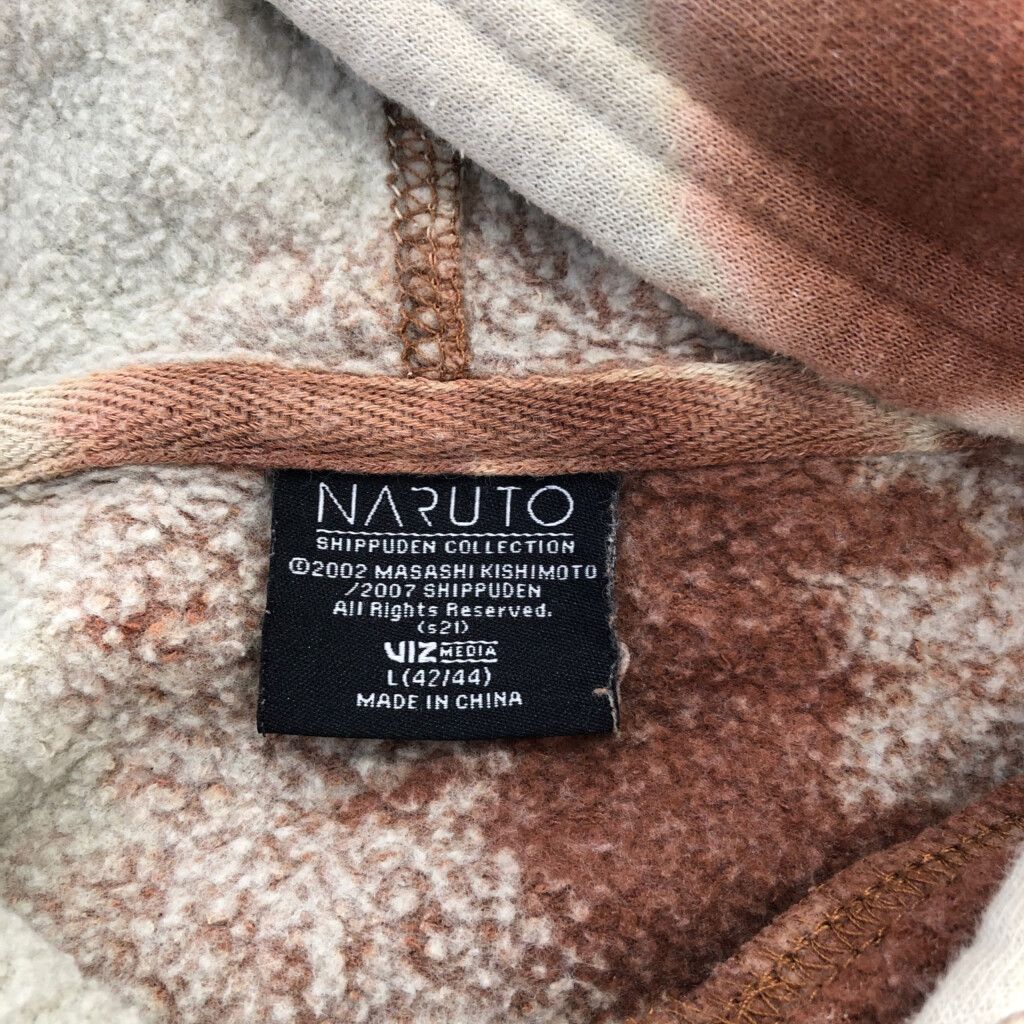 NARUTO
SHIPPUDEN COLLECTION
©2002 MASASHI KISHIMOTO
/2007 SHIPPUDEN
All Rights Reserved.
(s21)
VIZ MEDIA
L(42/44)
MADE IN CHINA